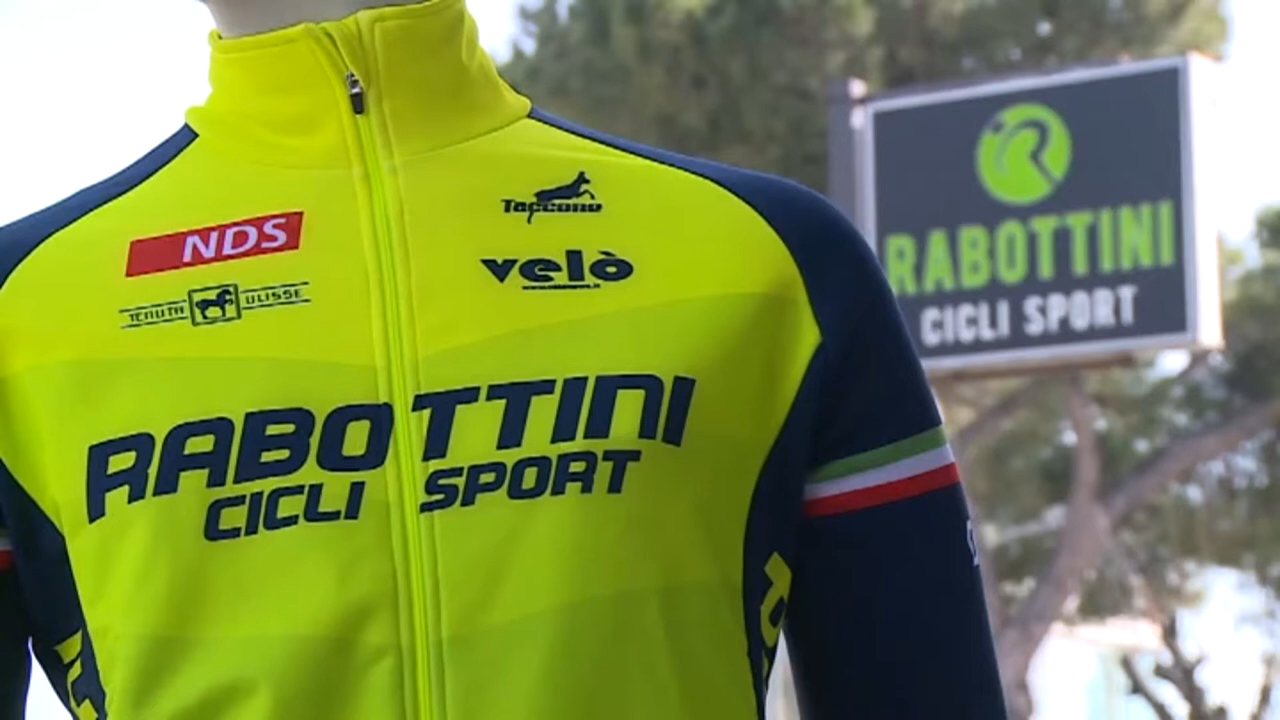 NDS
TENUTA ULISSE
Taccone
velò
RABOTTINI
CICLI SPORT
RABOTTINI
CICLI SPORT